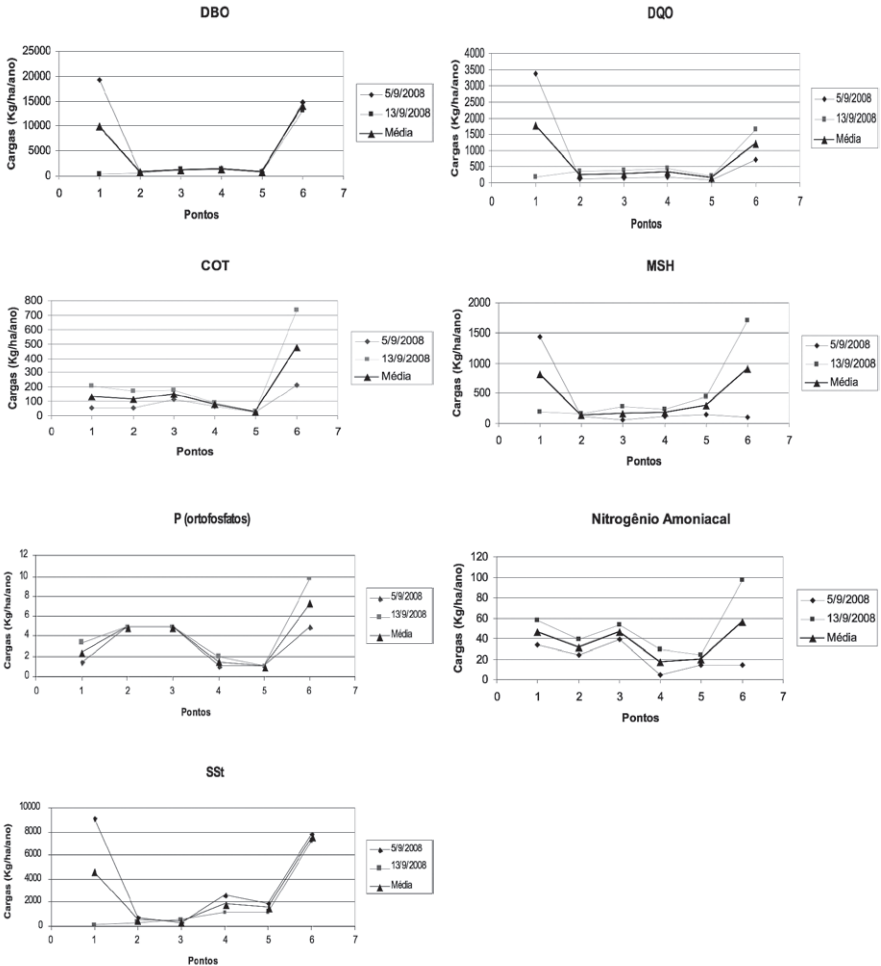 DBO
Cargas (Kg/ha/ano)
25000
20000
15000
10000
5000
0
0 1 2 3 4 5 6 7
Pontos
5/9/2008
13/9/2008
Média
DQO
Cargas (Kg/ha/ano)
4000
3500
3000
2500
2000
1500
1000
500
0
0 1 2 3 4 5 6 7
Pontos
5/9/2008
13/9/2008
Média
COT
Cargas (Kg/ha/ano)
800
700
600
500
400
300
200
100
0
0 1 2 3 4 5 6 7
Pontos
5/9/2008
13/9/2008
Média
MSH
Cargas (Kg/ha/ano)
2000
1500
1000
500
0
0 1 2 3 4 5 6 7
Pontos
5/9/2008
13/9/2008
Média
P (ortofosfatos)
Cargas (Kg/ha/ano)
12
10
8
6
4
2
0
0 1 2 3 4 5 6 7
Pontos
5/9/2008
13/9/2008
Média
Nitrogênio Amoniacal
Cargas (Kg/ha/ano)
120
100
80
60
40
20
0
0 1 2 3 4 5 6 7
Pontos
5/9/2008
13/9/2008
Média
SSt
Cargas (Kg/ha/ano)
10000
8000
6000
4000
2000
0
0 1 2 3 4 5 6 7
Pontos
5/9/2008
13/9/2008
Média